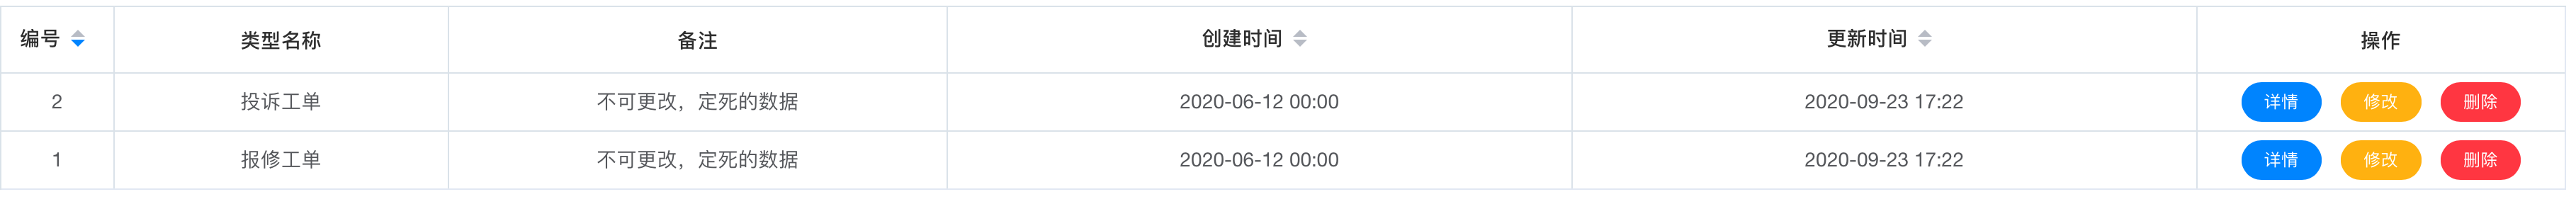 编号 类型名称 备注 创建时间 更新时间 操作
2 投诉工单 不可更改，定死的数据 2020-06-12 00:00 2020-09-23 17:22 详情 修改 删除
1 报修工单 不可更改，定死的数据 2020-06-12 00:00 2020-09-23 17:22 详情 修改 删除